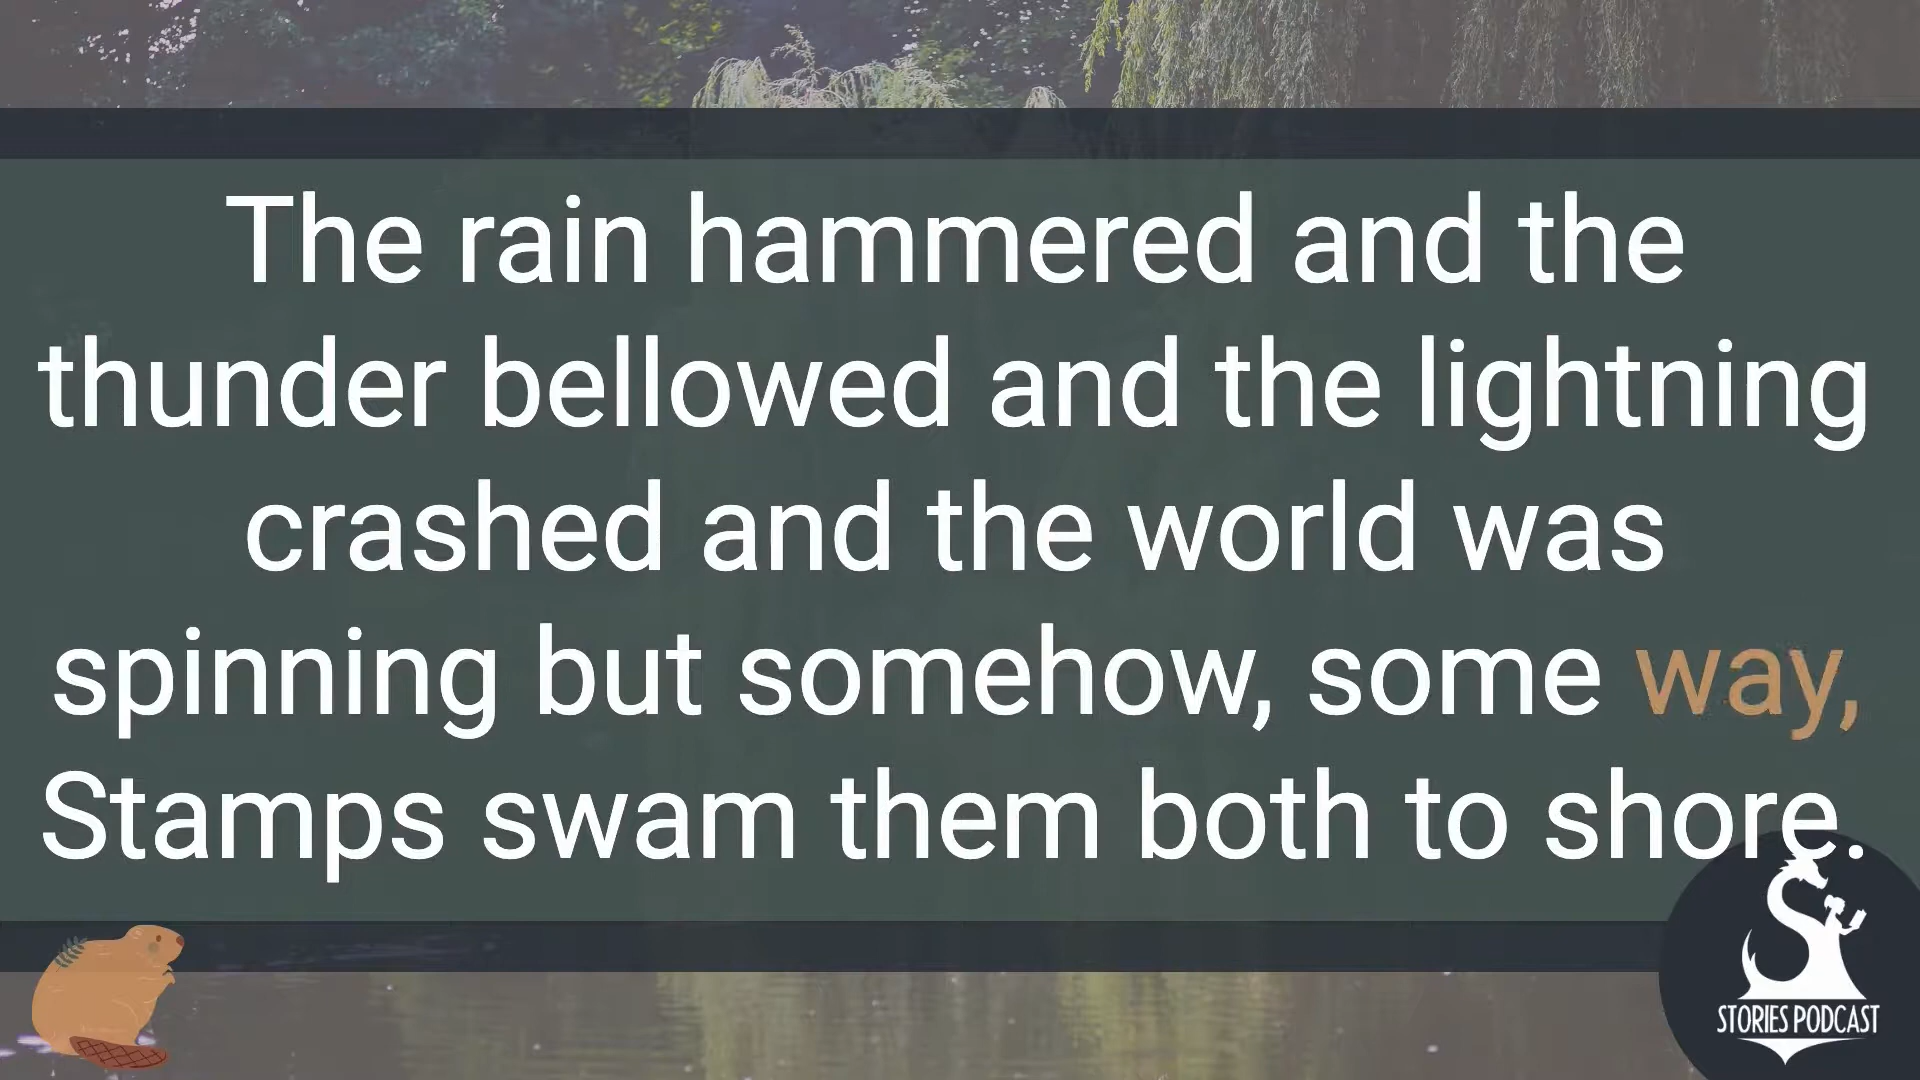 The rain hammered and the
thunder bellowed and the lightning
crashed and the world was
spinning but somehow, some way,
Stamps swam them both to shore.
STORIES PODCAST